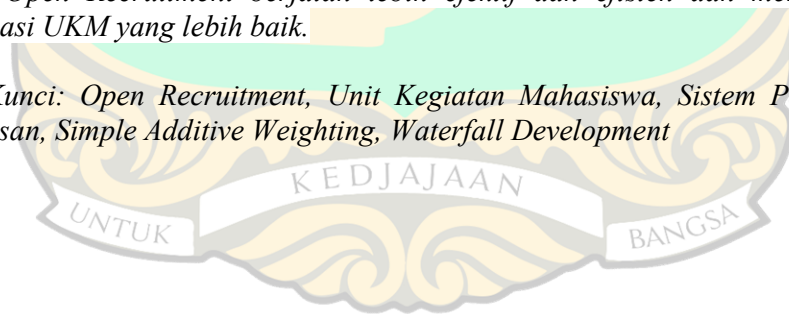 Open Recruitment berjalan lebih efektif dan efisien dan
asi UKM yang lebih baik.
Kunci: Open Recruitment, Unit Kegiatan Mahasiswa, Sistem P
san, Simple Additive Weighting, Waterfall Development
KEDJAJAAN
UNTUK
BANGSA